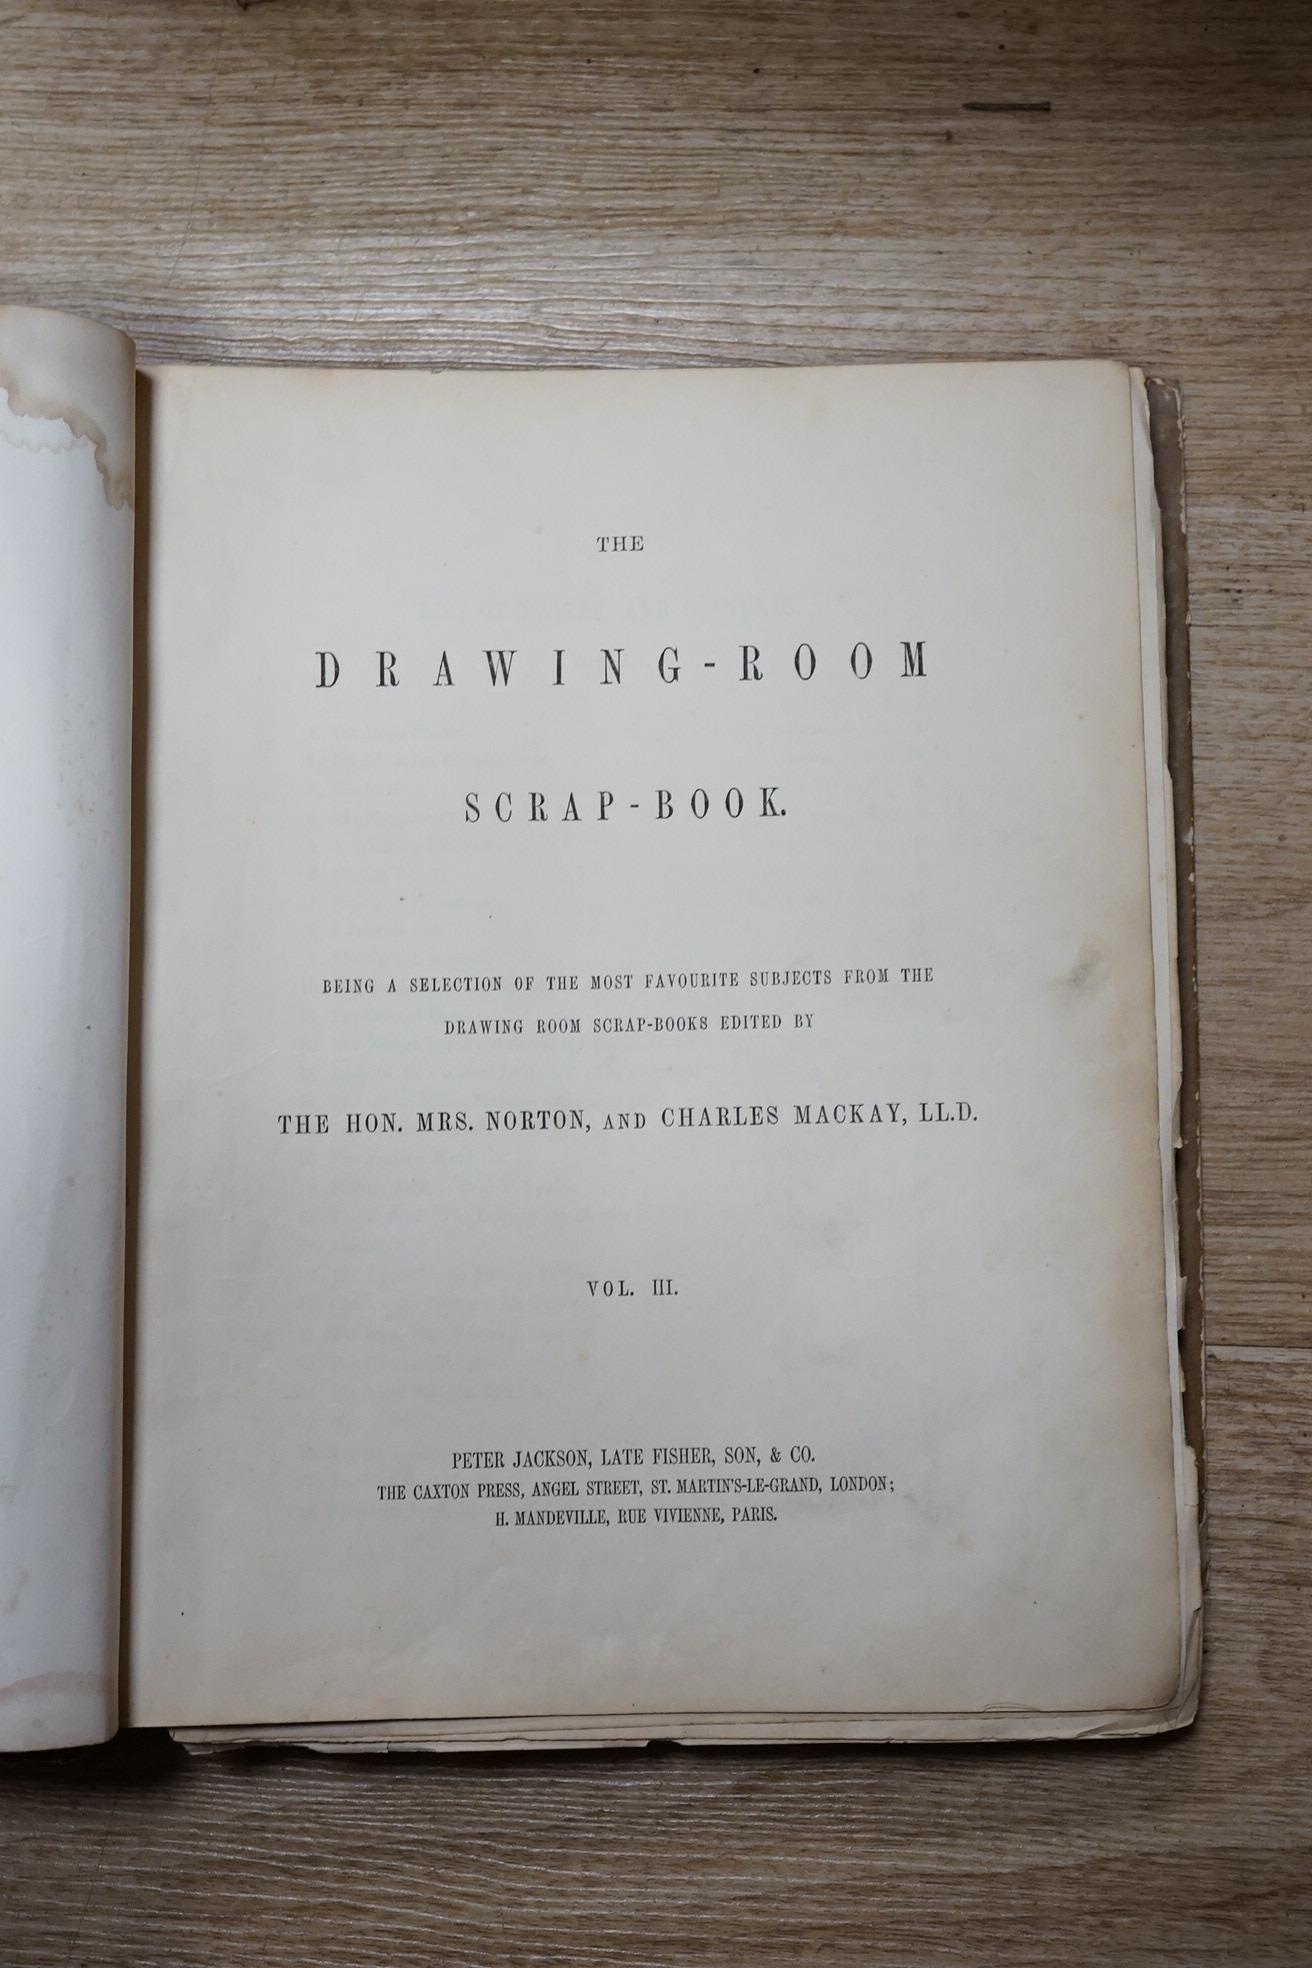 THE
DRAWING-ROOM
SCRAP-BOOK.
BEING A SELECTION OF THE MOST FAVOURITE SUBJECTS FROM THE
DRAWING ROOM SCRAP-BOOKS EDITED BY
THE HON. MRS. NORTON, AND CHARLES MACKAY, LL.D.
VOL. III.
PETER JACKSON, LATE FISHER, SON, & CO.
THE CAXTON PRESS, ANGEL STREET, ST. MARTIN'S-LE-GRAND, LONDON;
H. MANDEVILLE, RUE VIVIENNE, PARIS.